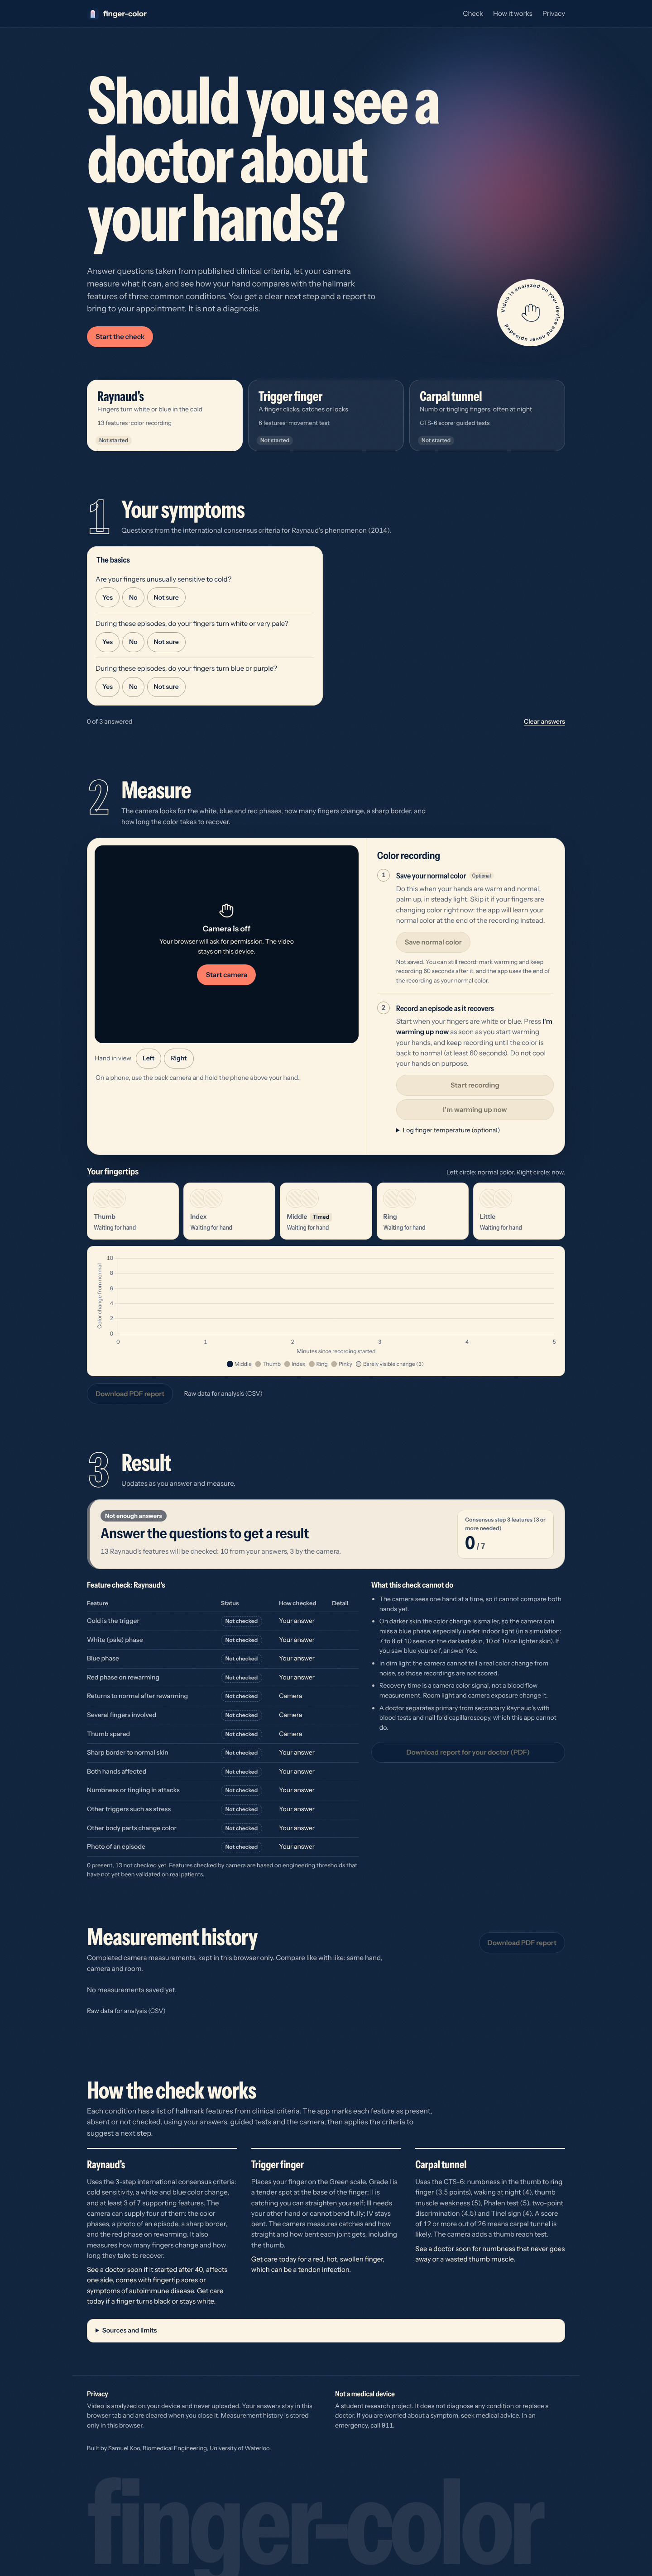 finger-color
Check
How it works
Privacy
Should you see a
doctor about
your hands?
Answer questions taken from published clinical criteria, let your camera
measure what it can, and see how your hand compares with the hallmark
features of three common conditions. You get a clear next step and a report to
bring to your appointment. It is not a diagnosis.
Start the check
Video is analyzed on your device and never uploaded
Raynaud's
Fingers turn white or blue in the cold
13 features · color recording
Not started
Trigger finger
A finger clicks, catches or locks
6 features · movement test
Not started
Carpal tunnel
Numb or tingling fingers, often at night
CTS-6 score · guided tests
Not started
1
Your symptoms
Questions from the international consensus criteria for Raynaud's phenomenon (2014).
The basics
Are your fingers unusually sensitive to cold?
Yes
No
Not sure
During these episodes, do your fingers turn white or very pale?
Yes
No
Not sure
During these episodes, do your fingers turn blue or purple?
Yes
No
Not sure
0 of 3 answered
Clear answers
2
Measure
The camera looks for the white, blue and red phases, how many fingers change, a sharp border, and
how long the color takes to recover.
Camera is off
Your browser will ask for permission. The video
stays on this device.
Start camera
Hand in view
Left
Right
On a phone, use the back camera and hold the phone above your hand.
Color recording
1
Save your normal color
Optional
Do this when your hands are warm and normal,
palm up, in steady light. Skip it if your fingers are
changing color right now: the app will learn your
normal color at the end of the recording instead.
Save normal color
Not saved. You can still record: mark warming and keep
recording 60 seconds after it, and the app uses the end of
the recording as your normal color.
2
Record an episode as it recovers
Start when your fingers are white or blue. Press I'm
warming up now as soon as you start warming
your hands, and keep recording until the color is
back to normal (at least 60 seconds). Do not cool
your hands on purpose.
Start recording
I'm warming up now
Log finger temperature (optional)
Your fingertips
Left circle: normal color. Right circle: now.
Thumb
Waiting for hand
Index
Waiting for hand
Middle
Timed
Waiting for hand
Ring
Waiting for hand
Little
Waiting for hand
Color change from normal
10
8
6
4
2
0
0
1
2
3
4
5
Minutes since recording started
Middle
Thumb
Index
Ring
Pinky
Barely visible change (3)
Download PDF report
Raw data for analysis (CSV)
3
Result
Updates as you answer and measure.
Not enough answers
Answer the questions to get a result
13 Raynaud's features will be checked: 10 from your answers, 3 by the camera.
Consensus step 3 features (3 or
more needed)
0 / 7
Feature check: Raynaud's
Feature
Status
How checked
Detail
Cold is the trigger
Not checked
Your answer
White (pale) phase
Not checked
Your answer
Blue phase
Not checked
Your answer
Red phase on rewarming
Not checked
Your answer
Returns to normal after rewarming
Not checked
Camera
Several fingers involved
Not checked
Camera
Thumb spared
Not checked
Camera
Sharp border to normal skin
Not checked
Your answer
Both hands affected
Not checked
Your answer
Numbness or tingling in attacks
Not checked
Your answer
Other triggers such as stress
Not checked
Your answer
Other body parts change color
Not checked
Your answer
Photo of an episode
Not checked
Your answer
0 present, 13 not checked yet. Features checked by camera are based on engineering thresholds that
have not yet been validated on real patients.
What this check cannot do
The camera sees one hand at a time, so it cannot compare both
hands yet.
On darker skin the color change is smaller, so the camera can
miss a blue phase, especially under indoor light (in a simulation:
7 to 8 of 10 seen on the darkest skin, 10 of 10 on lighter skin). If
you saw blue yourself, answer Yes.
In dim light the camera cannot tell a real color change from
noise, so those recordings are not scored.
Recovery time is a camera color signal, not a blood flow
measurement. Room light and camera exposure change it.
A doctor separates primary from secondary Raynaud's with
blood tests and nail fold capillaroscopy, which this app cannot
do.
Download report for your doctor (PDF)
Measurement history
Completed camera measurements, kept in this browser only. Compare like with like: same hand,
camera and room.
Download PDF report
No measurements saved yet.
Raw data for analysis (CSV)
How the check works
Each condition has a list of hallmark features from clinical criteria. The app marks each feature as present,
absent or not checked, using your answers, guided tests and the camera, then applies the criteria to
suggest a next step.
Raynaud's
Uses the 3-step international consensus criteria:
cold sensitivity, a white and blue color change,
and at least 3 of 7 supporting features. The
camera can supply four of them: the color
phases, a photo of an episode, a sharp border,
and the red phase on rewarming. It also
measures how many fingers change and how
long they take to recover.
See a doctor soon if it started after 40, affects
one side, comes with fingertip sores or
symptoms of autoimmune disease. Get care
today if a finger turns black or stays white.
Trigger finger
Places your finger on the Green scale. Grade I is
a tender spot at the base of the finger; II is
catching you can straighten yourself; III needs
your other hand or cannot bend fully; IV stays
bent. The camera measures catches and how
straight and how bent each joint gets, including
the thumb.
Get care today for a red, hot, swollen finger,
which can be a tendon infection.
Carpal tunnel
Uses the CTS-6: numbness in the thumb to ring
finger (3.5 points), waking at night (4), thumb
muscle weakness (5), Phalen test (5), two-point
discrimination (4.5) and Tinel sign (4). A score
of 12 or more out of 26 means carpal tunnel is
likely. The camera adds a thumb reach test.
See a doctor soon for numbness that never goes
away or a wasted thumb muscle.
Sources and limits
Privacy
Video is analyzed on your device and never uploaded. Your answers stay in this
browser tab and are cleared when you close it. Measurement history is stored
only in this browser.
Not a medical device
A student research project. It does not diagnose any condition or replace a
doctor. If you are worried about a symptom, seek medical advice. In an
emergency, call 911.
Built by Samuel Koo, Biomedical Engineering, University of Waterloo.
finger-color